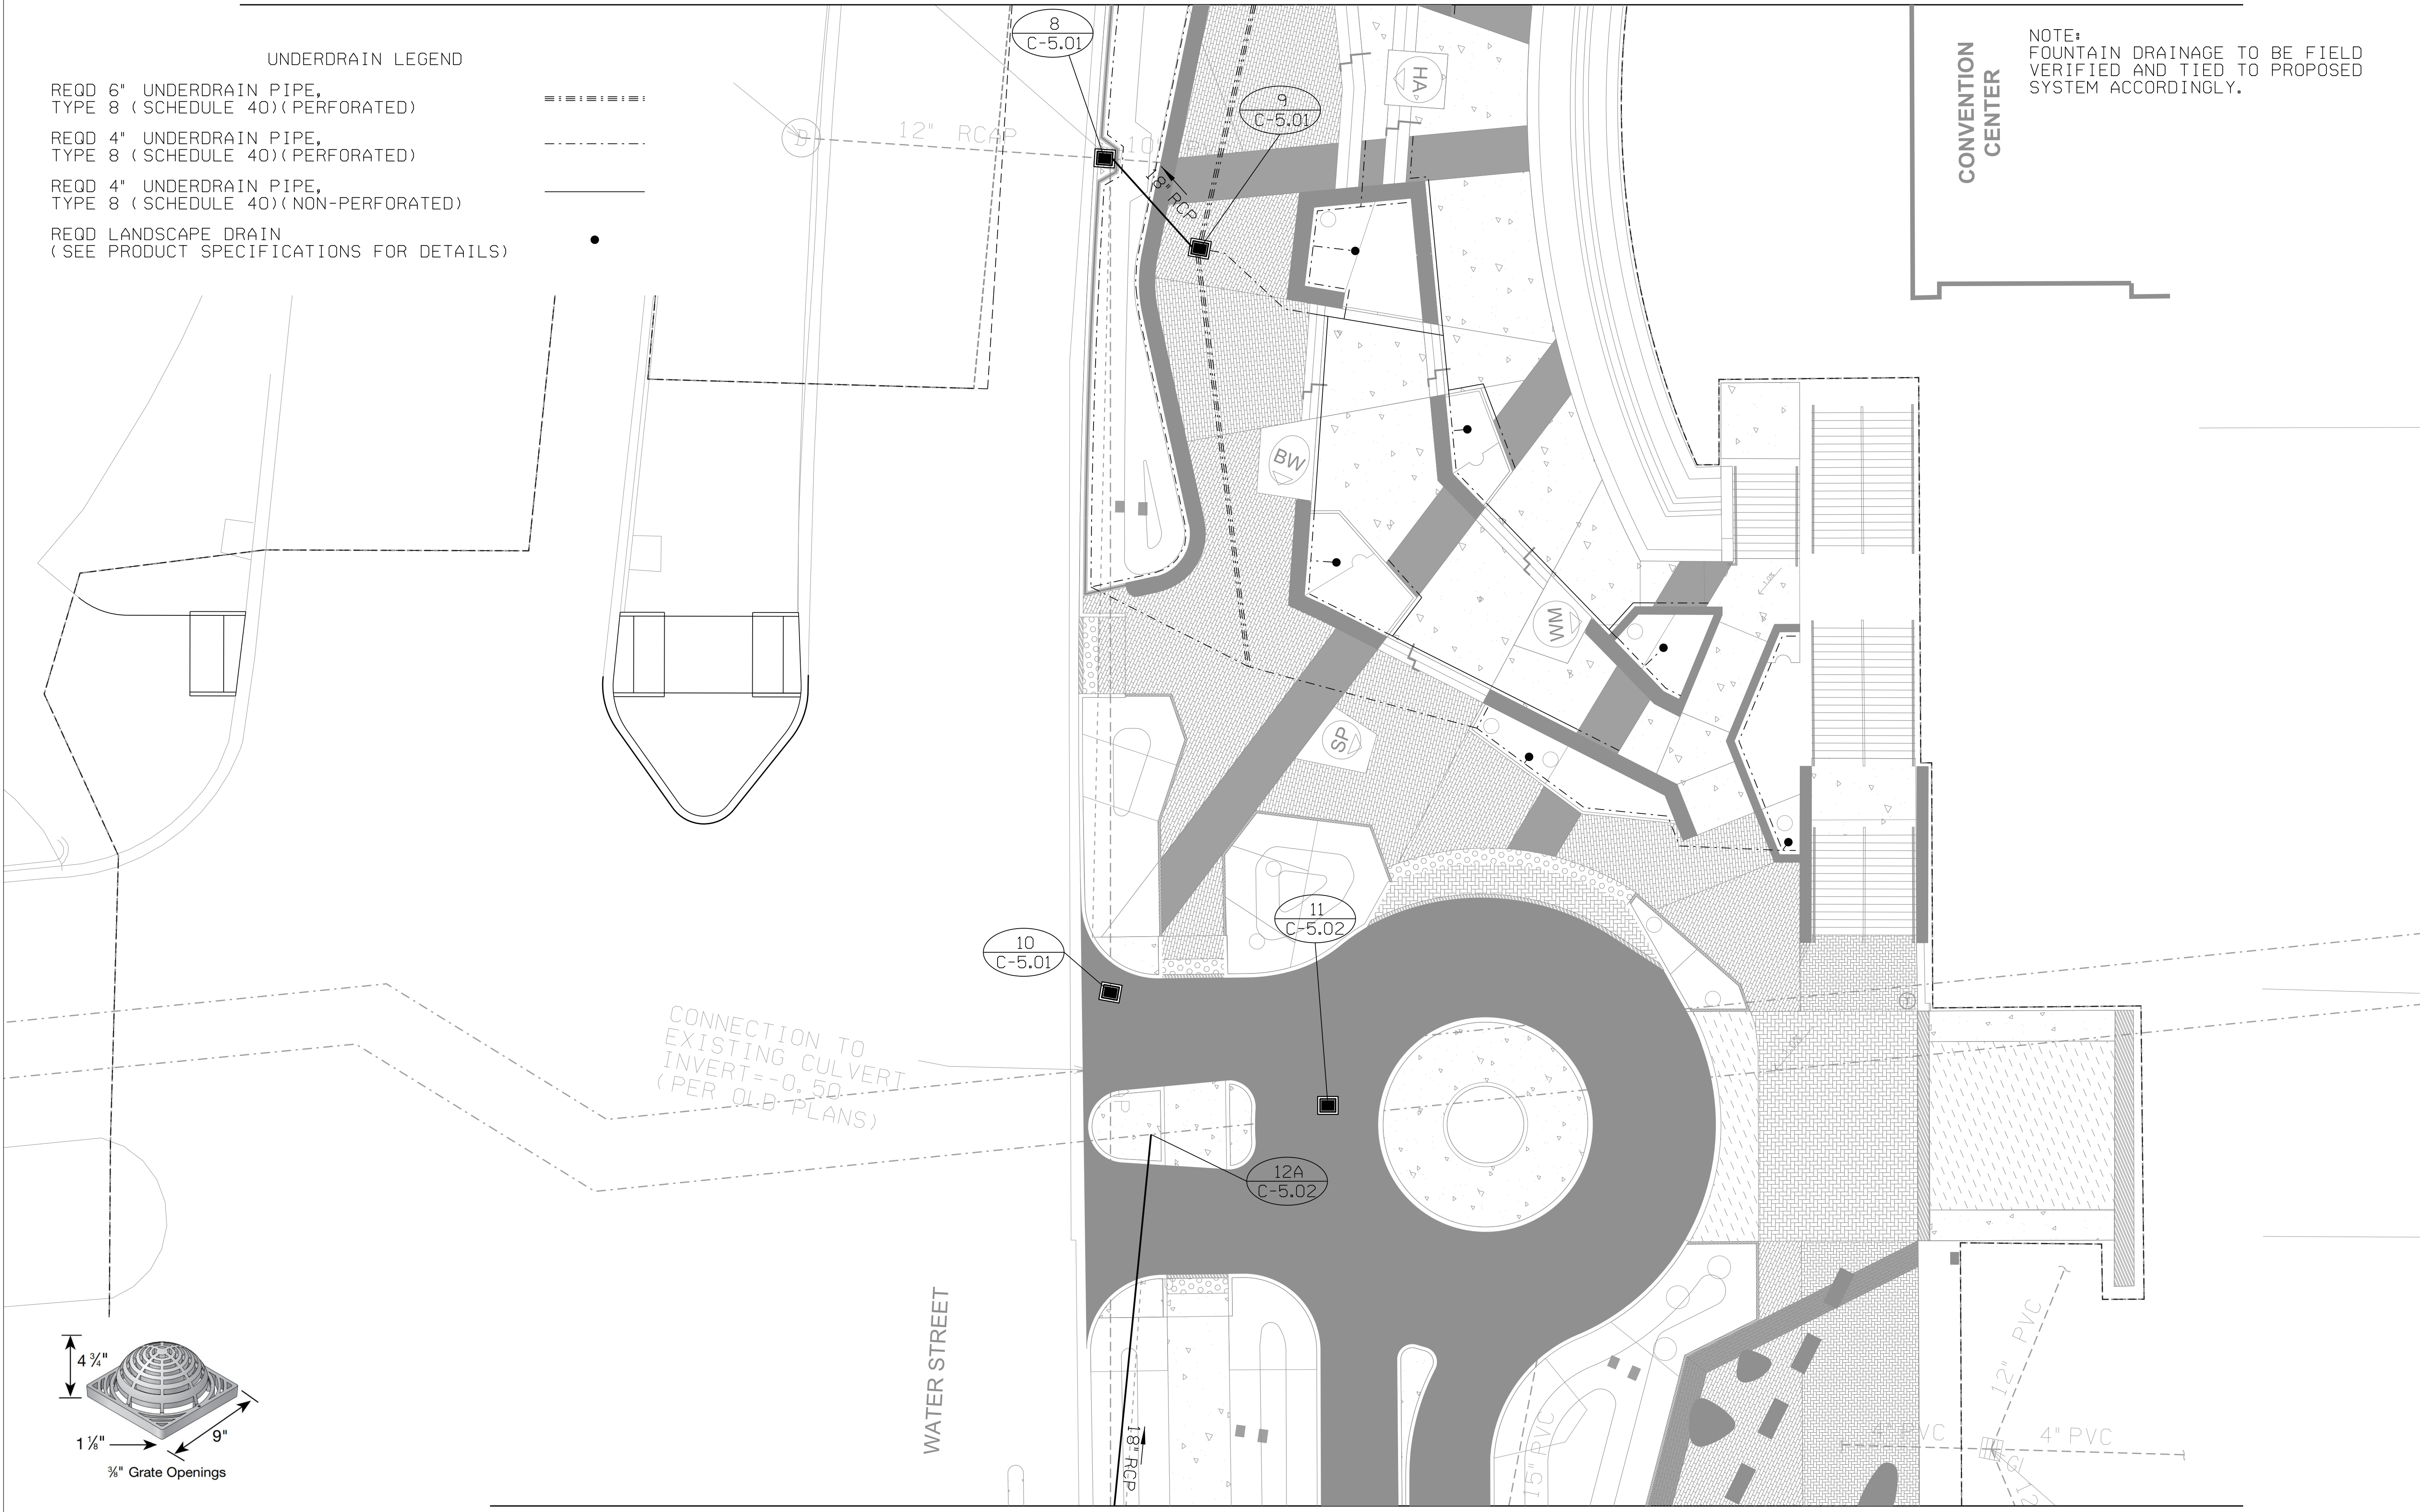 UNDERDRAIN LEGEND
REQD 6" UNDERDRAIN PIPE,
TYPE 8 (SCHEDULE 40)(PERFORATED)
REQD 4" UNDERDRAIN PIPE,
TYPE 8 (SCHEDULE 40)(PERFORATED)
REQD 4" UNDERDRAIN PIPE,
TYPE 8 (SCHEDULE 40)(NON-PERFORATED)
REQD LANDSCAPE DRAIN
(SEE PRODUCT SPECIFICATIONS FOR DETAILS)
8
C-5.01
9
C-5.01
D
12" RCAP
10
18" RCP
HA
CONVENTION
CENTER
NOTE:
FOUNTAIN DRAINAGE TO BE FIELD
VERIFIED AND TIED TO PROPOSED
SYSTEM ACCORDINGLY.
BW
WM
1.0%
SP
11
C-5.02
10
C-5.01
CONNECTION TO
EXISTING CULVERT
INVERT=-0.50
(PER OLD PLANS)
T
12A
C-5.02
WATER STREET
18" RCP
15" PVC
12" PVC
4" PVC
4" PVC
4 ¾"
1 ⅛"
9"
⅜" Grate Openings